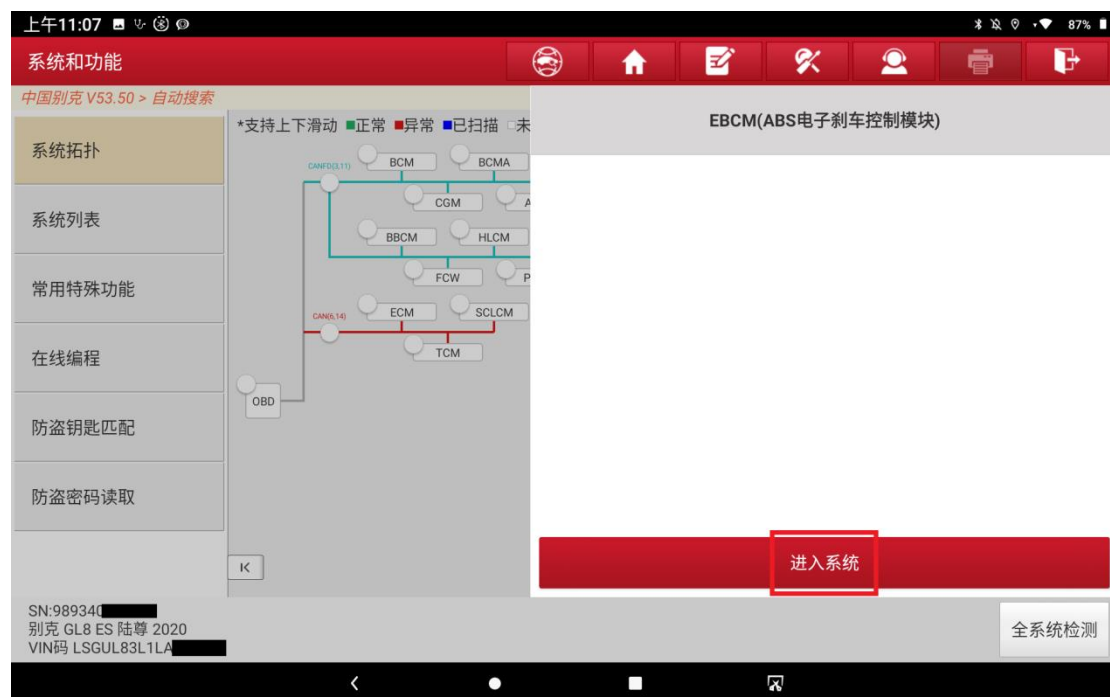 上午11:07
87%
系统和功能
中国别克 V53.50 > 自动搜索
系统拓扑
系统列表
常用特殊功能
在线编程
防盗钥匙匹配
防盗密码读取
*支持上下滑动 ■正常 ■异常 ■已扫描 □未
CANFD(3,11)
BCM
BCMA
CGM
A
BBCM
HLCM
FCW
P
CAN(6,14)
ECM
SCLCM
TCM
OBD
EBCM(ABS电子刹车控制模块)
进入系统
SN:989340
别克 GL8 ES 陆尊 2020
VIN码 LSGUL83L1LA
全系统检测